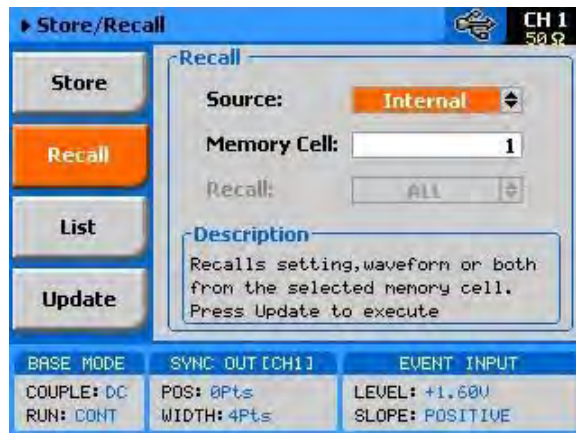 Store/Recall
CH 1
50Ω
Store
Recall
List
Update
Recall
Source: Internal
Memory Cell: 1
Recall: ALL
Description
Recalls setting,waveform or both
from the selected memory cell.
Press Update to execute
BASE MODE
COUPLE: DC
RUN: CONT
SYNC OUT[CH1]
POS: 0Pts
WIDTH: 4Pts
EVENT INPUT
LEVEL: +1.60V
SLOPE: POSITIVE